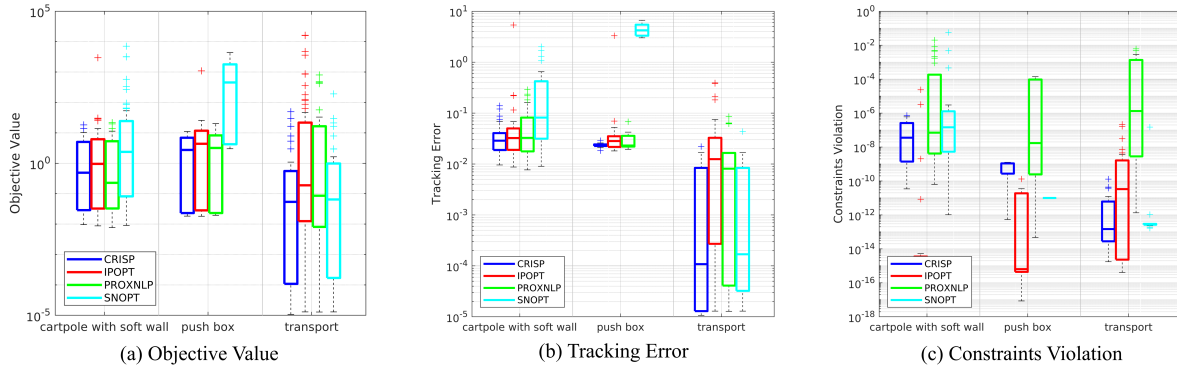 10^5
10^0
10^-5
Objective Value
CRISP
IPOPT
PROXNLP
SNOPT
cartpole with soft wall
push box
transport
(a) Objective Value
10^1
10^0
10^-1
10^-2
10^-3
10^-4
10^-5
Tracking Error
CRISP
IPOPT
PROXNLP
SNOPT
cartpole with soft wall
push box
transport
(b) Tracking Error
10^0
10^-2
10^-4
10^-6
10^-8
10^-10
10^-12
10^-14
10^-16
10^-18
Constraints Violation
CRISP
IPOPT
PROXNLP
SNOPT
cartpole with soft wall
push box
transport
(c) Constraints Violation